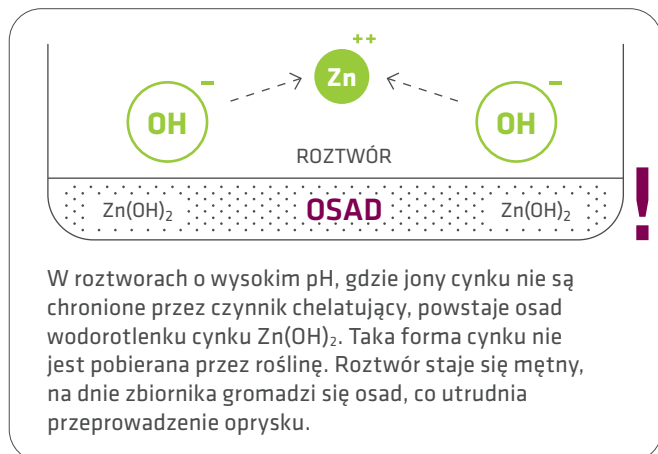 ++
Zn
− −
OH OH
ROZTWÓR
Zn(OH)₂ OSAD Zn(OH)₂
!
W roztworach o wysokim pH, gdzie jony cynku nie są
chronione przez czynnik chelatujący, powstaje osad
wodorotlenku cynku Zn(OH)₂. Taka forma cynku nie
jest pobierana przez roślinę. Roztwór staje się mętny,
na dnie zbiornika gromadzi się osad, co utrudnia
przeprowadzenie oprysku.